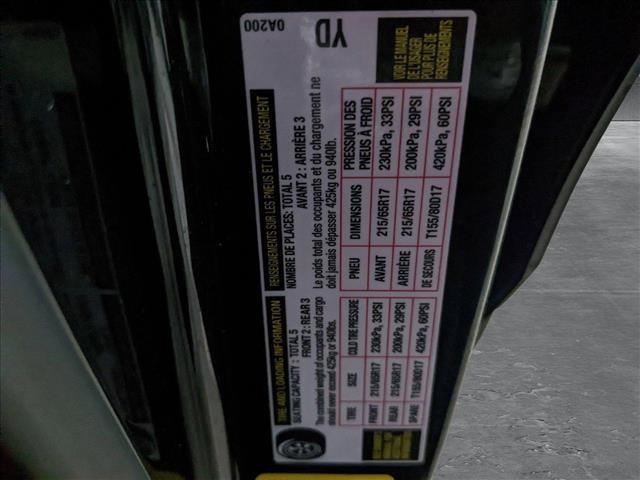 TIRE AND LOADING INFORMATION
SEATING CAPACITY : TOTAL 5
FRONT 2 : REAR 3
The combined weight of occupants and cargo
should never exceed 425kg or 940lbs.
TIRE SIZE COLD TIRE PRESSURE
FRONT 215/65R17 230kPa, 33PSI
REAR 215/65R17 200kPa, 29PSI
SPARE T155/80D17 420kPa, 60PSI
RENSEIGNEMENTS SUR LES PNEUS ET LE CHARGEMENT
NOMBRE DE PLACES: TOTAL 5
AVANT 2 : ARRIÈRE 3
Le poids total des occupants et du chargement ne
doit jamais dépasser 425kg ou 940lb.
PNEU DIMENSIONS PRESSION DES
PNEUS À FROID
AVANT 215/65R17 230kPa, 33PSI
ARRIÈRE 215/65R17 200kPa, 29PSI
DE SECOURS T155/80D17 420kPa, 60PSI
VOIR LE MANUEL
DE L'USAGER
POUR PLUS DE
RENSEIGNEMENTS
0A200
YD